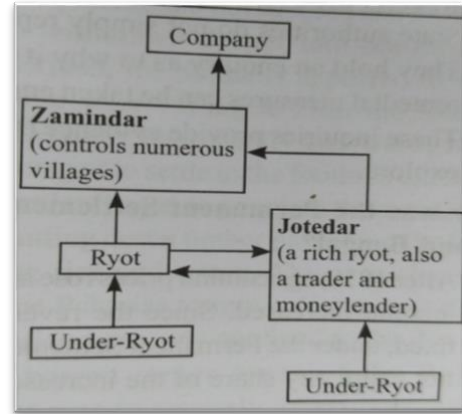 Company
Zamindar
(controls numerous
villages)
Ryot
Jotedar
(a rich ryot, also
a trader and
moneylender)
Under-Ryot
Under-Ryot